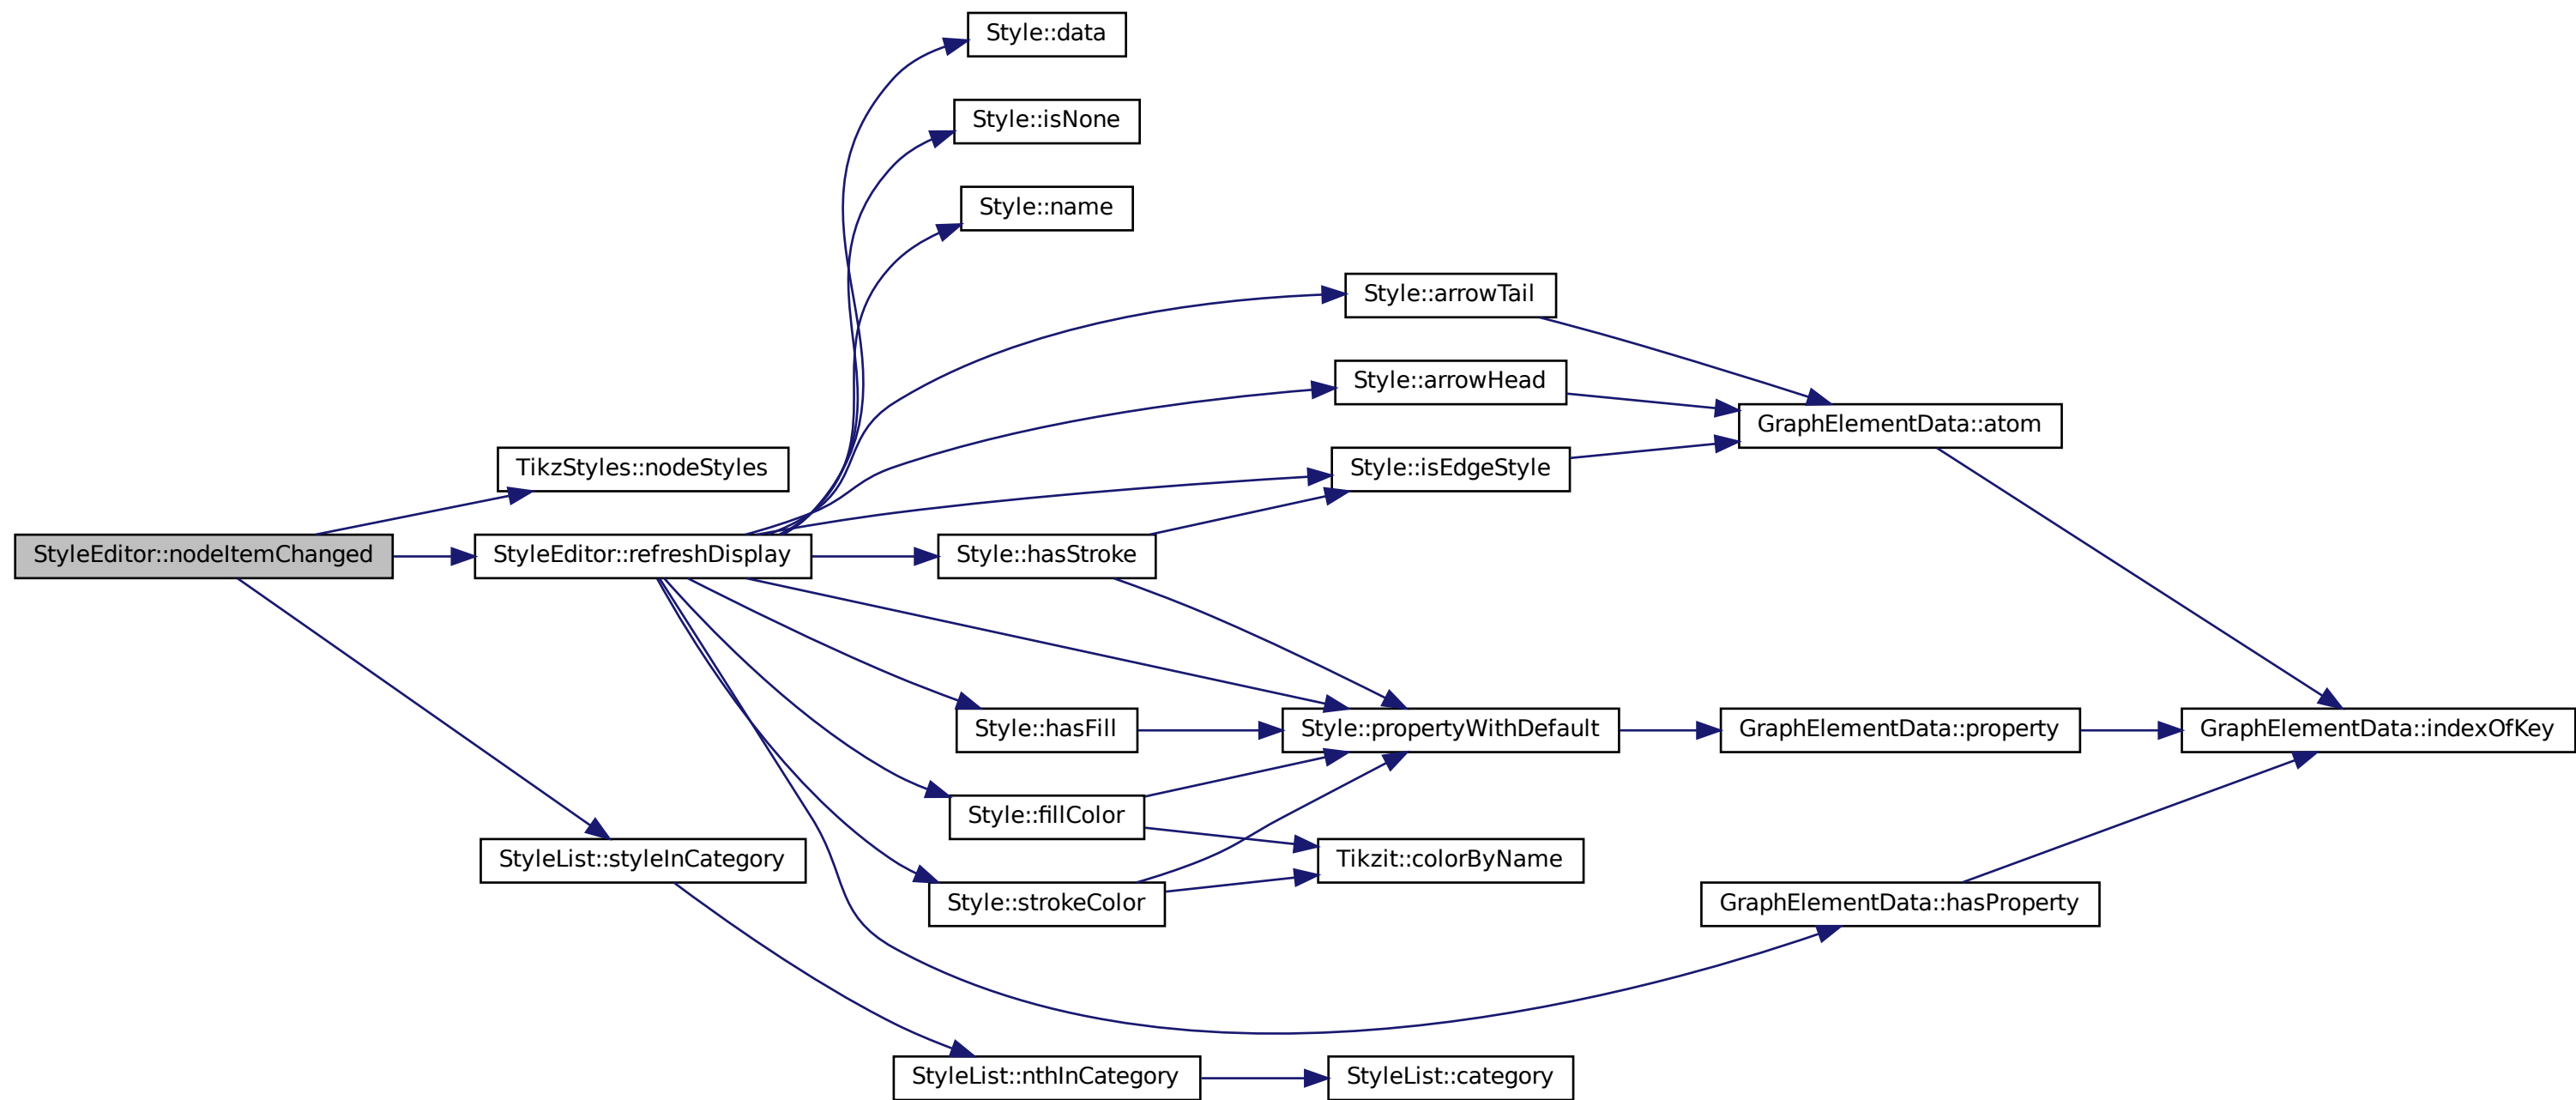 Style::data
Style::isNone
Style::name
Style::arrowTail
Style::arrowHead
GraphElementData::atom
TikzStyles::nodeStyles
Style::isEdgeStyle
StyleEditor::nodeItemChanged
StyleEditor::refreshDisplay
Style::hasStroke
Style::hasFill
Style::propertyWithDefault
GraphElementData::property
GraphElementData::indexOfKey
Style::fillColor
StyleList::styleInCategory
Tikzit::colorByName
Style::strokeColor
GraphElementData::hasProperty
StyleList::nthInCategory
StyleList::category